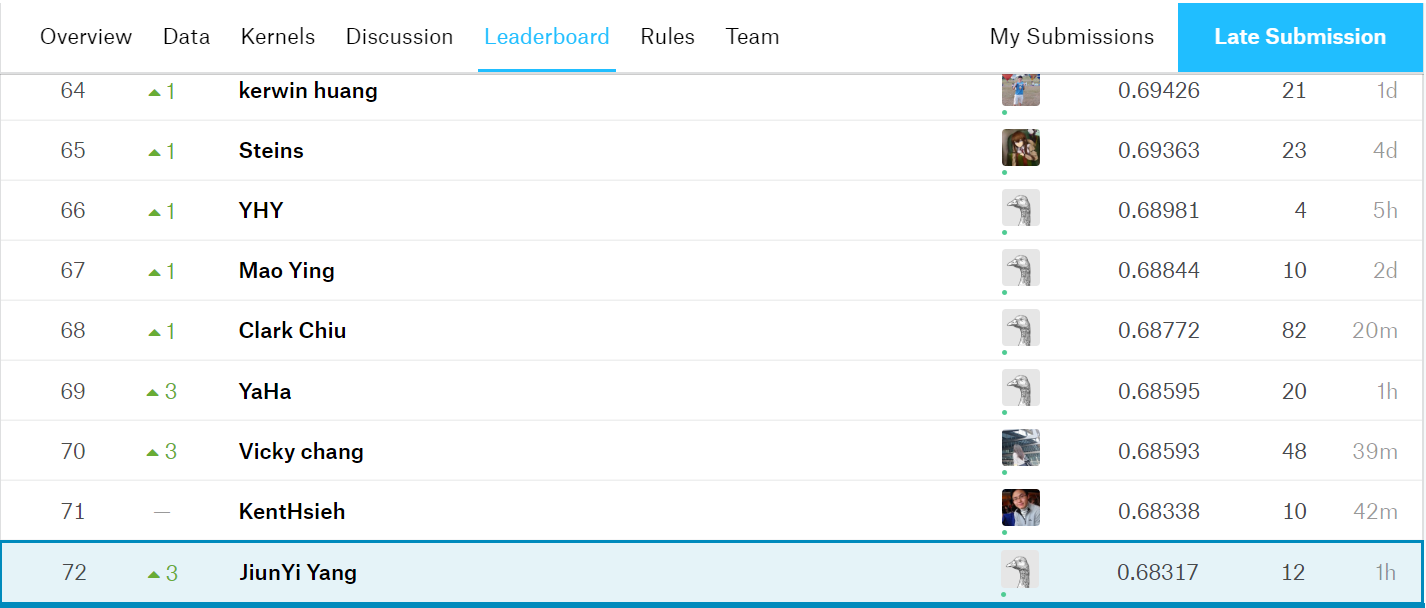 Overview Data Kernels Discussion Leaderboard Rules Team My Submissions Late Submission
64 ▲1 kerwin huang 0.69426 21 1d
65 ▲1 Steins 0.69363 23 4d
66 ▲1 YHY 0.68981 4 5h
67 ▲1 Mao Ying 0.68844 10 2d
68 ▲1 Clark Chiu 0.68772 82 20m
69 ▲3 YaHa 0.68595 20 1h
70 ▲3 Vicky chang 0.68593 48 39m
71 — KentHsieh 0.68338 10 42m
72 ▲3 JiunYi Yang 0.68317 12 1h